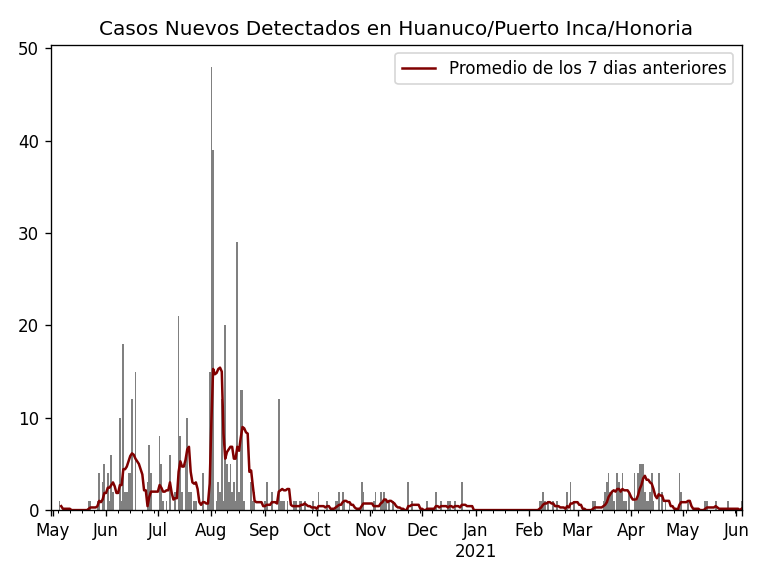 Casos Nuevos Detectados en Huanuco/Puerto Inca/Honoria
Promedio de los 7 dias anteriores
50
40
30
20
10
0
May Jun Jul Aug Sep Oct Nov Dec Jan Feb Mar Apr May Jun
2021